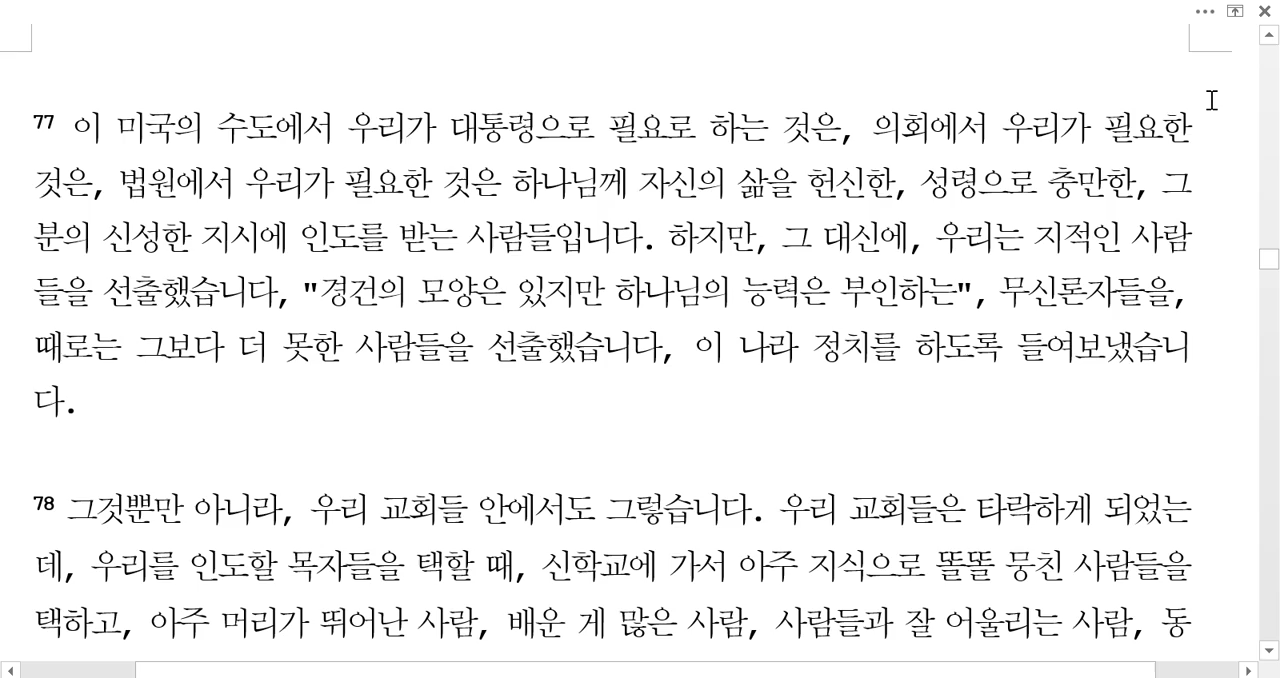 77 이 미국의 수도에서 우리가 대통령으로 필요로 하는 것은, 의회에서 우리가 필요한
것은, 법원에서 우리가 필요한 것은 하나님께 자신의 삶을 헌신한, 성령으로 충만한, 그
분의 신성한 지시에 인도를 받는 사람들입니다. 하지만, 그 대신에, 우리는 지적인 사람
들을 선출했습니다, "경건의 모양은 있지만 하나님의 능력은 부인하는", 무신론자들을,
때로는 그보다 더 못한 사람들을 선출했습니다, 이 나라 정치를 하도록 들여보냈습니
다.
78 그것뿐만 아니라, 우리 교회들 안에서도 그렇습니다. 우리 교회들은 타락하게 되었는
데, 우리를 인도할 목자들을 택할 때, 신학교에 가서 아주 지식으로 똘똘 뭉친 사람들을
택하고, 아주 머리가 뛰어난 사람, 배운 게 많은 사람, 사람들과 잘 어울리는 사람, 동